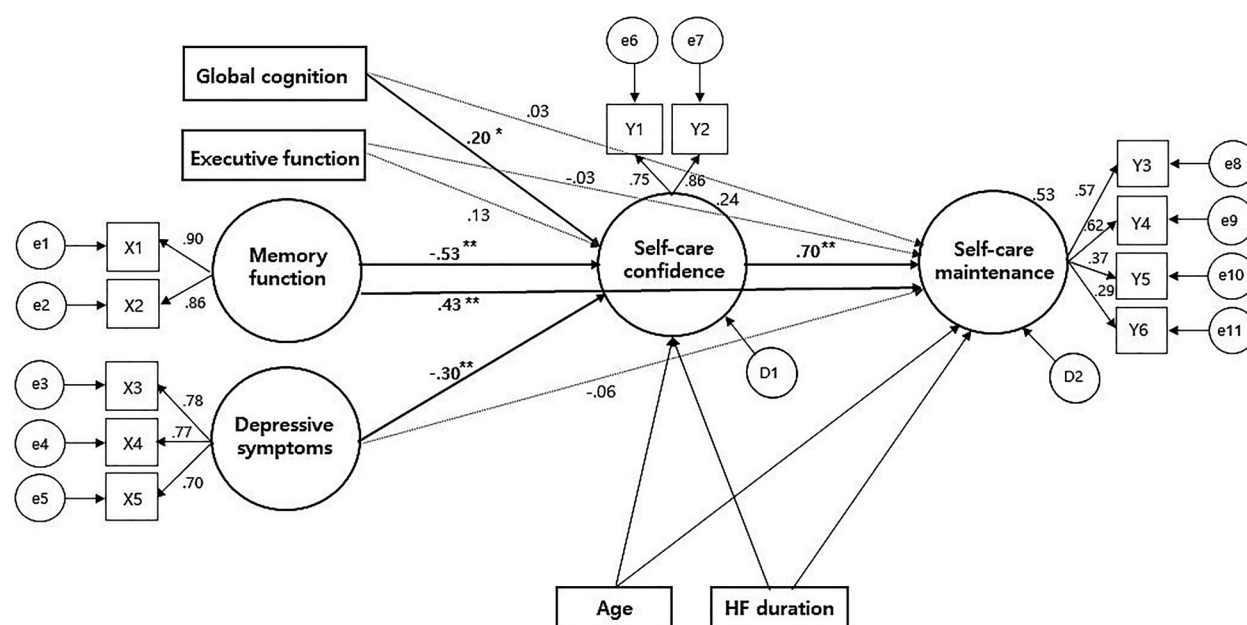 e6
e7
Global cognition
.03
Y1
Y2
.20 *
Executive function
-.03
.75
.86
.13
.24
.53
Y3
e8
.57
Y4
e9
.62
.37
Y5
e10
.29
Y6
e11
e1
X1
.90
e2
X2
.86
Memory
function
-.53 **
.43 **
Self-care
confidence
.70**
Self-care
maintenance
e3
X3
.78
e4
X4
.77
e5
X5
.70
Depressive
symptoms
-.30**
-.06
D1
D2
Age
HF duration